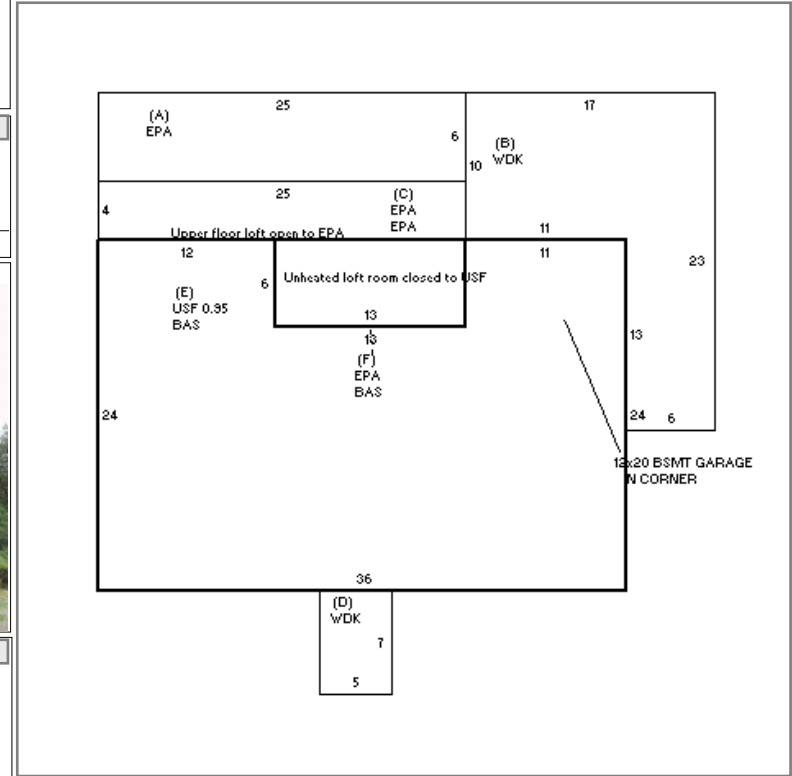 25
17
(A)
EPA
6
(B)
WDK
10
25
(C)
EPA
EPA
4
Upper floor loft open to EPA
11
12
11
6
Unheated loft room closed to USF
23
(E)
USF 0.95
BAS
13
13
13
(F)
EPA
BAS
24
24
6
12x20 BSMT GARAGE
IN CORNER
36
(D)
WDK
7
5